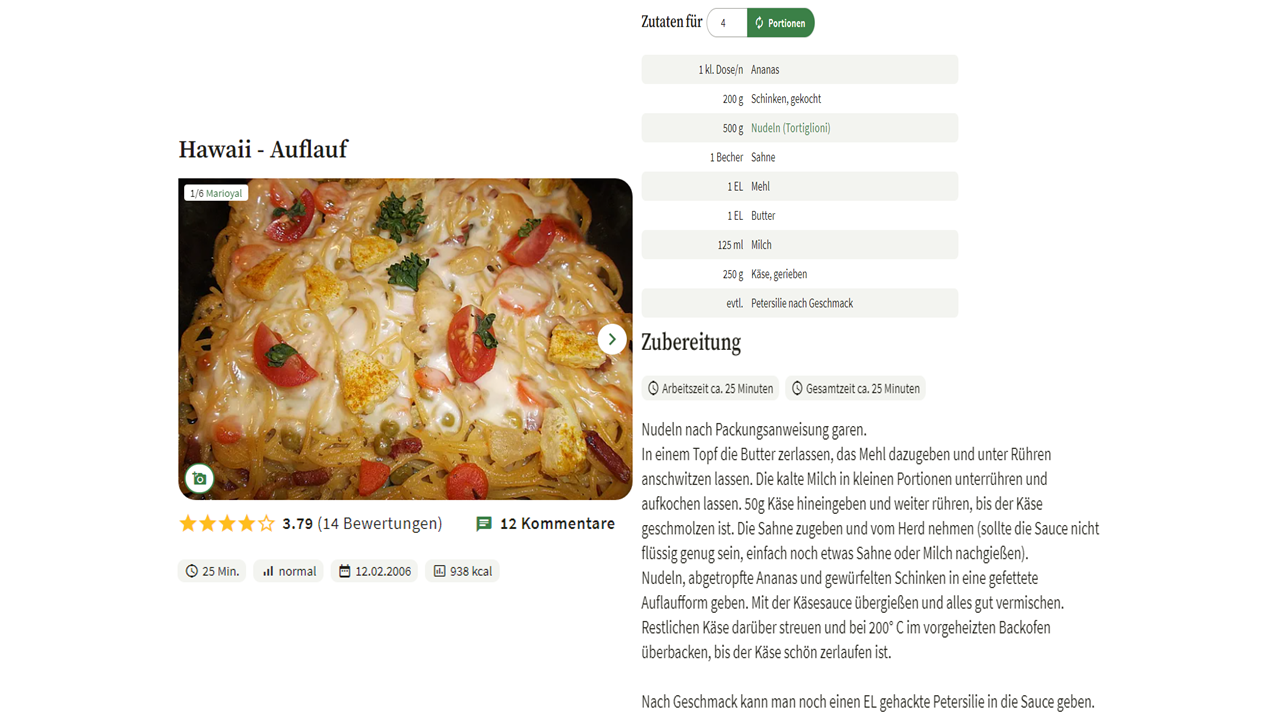 Hawaii - Auflauf
1/6 Marioyal
3.79 (14 Bewertungen)
12 Kommentare
25 Min.
normal
12.02.2006
938 kcal
Zutaten für 4 Portionen
1 kl. Dose/n Ananas
200 g Schinken, gekocht
500 g Nudeln (Tortiglioni)
1 Becher Sahne
1 EL Mehl
1 EL Butter
125 ml Milch
250 g Käse, gerieben
evtl. Petersilie nach Geschmack
Zubereitung
Arbeitszeit ca. 25 Minuten
Gesamtzeit ca. 25 Minuten
Nudeln nach Packungsanweisung garen.
In einem Topf die Butter zerlassen, das Mehl dazugeben und unter Rühren
anschwitzen lassen. Die kalte Milch in kleinen Portionen unterrühren und
aufkochen lassen. 50g Käse hineingeben und weiter rühren, bis der Käse
geschmolzen ist. Die Sahne zugeben und vom Herd nehmen (sollte die Sauce nicht
flüssig genug sein, einfach noch etwas Sahne oder Milch nachgießen).
Nudeln, abgetropfte Ananas und gewürfelten Schinken in eine gefettete
Auflaufform geben. Mit der Käsesauce übergießen und alles gut vermischen.
Restlichen Käse darüber streuen und bei 200° C im vorgeheizten Backofen
überbacken, bis der Käse schön zerlaufen ist.
Nach Geschmack kann man noch einen EL gehackte Petersilie in die Sauce geben.